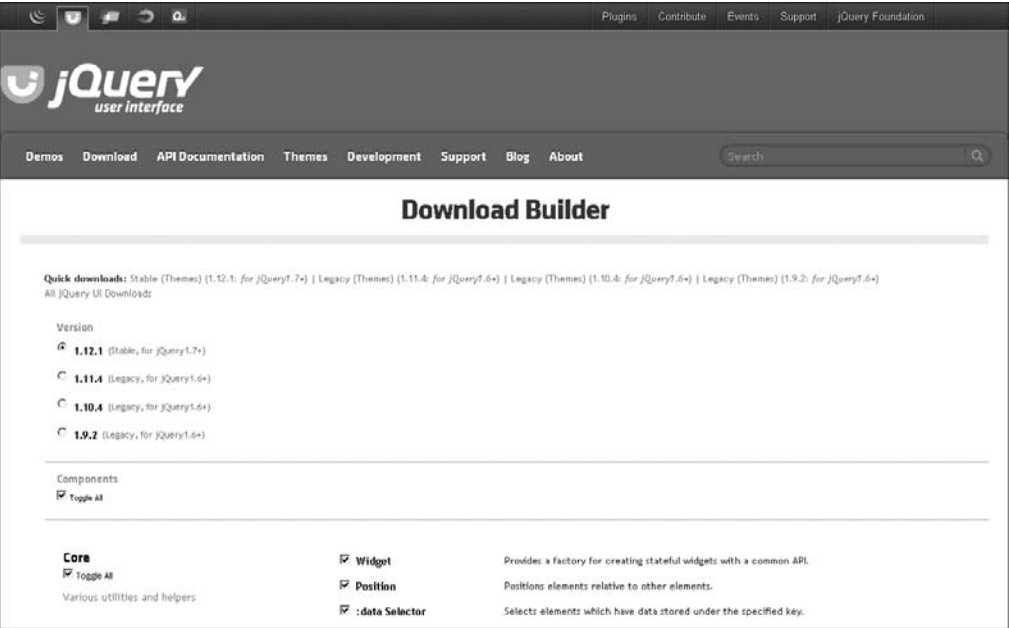 Plugins Contribute Events Support jQuery Foundation
jQuery
user interface
Demos Download API Documentation Themes Development Support Blog About Search
Download Builder
Quick downloads: Stable (Themes) (1.12.1: for jQuery1.7+) | Legacy (Themes) (1.11.4: for jQuery1.6+) | Legacy (Themes) (1.10.4: for jQuery1.6+) | Legacy (Themes) (1.9.2: for jQuery1.6+)
All jQuery UI Downloads
Version
1.12.1 (Stable, for jQuery1.7+)
1.11.4 (Legacy, for jQuery1.6+)
1.10.4 (Legacy, for jQuery1.6+)
1.9.2 (Legacy, for jQuery1.6+)
Components
Toggle All
Core
Toggle All
Various utilities and helpers
Widget Provides a factory for creating stateful widgets with a common API.
Position Positions elements relative to other elements.
:data Selector Selects elements which have data stored under the specified key.